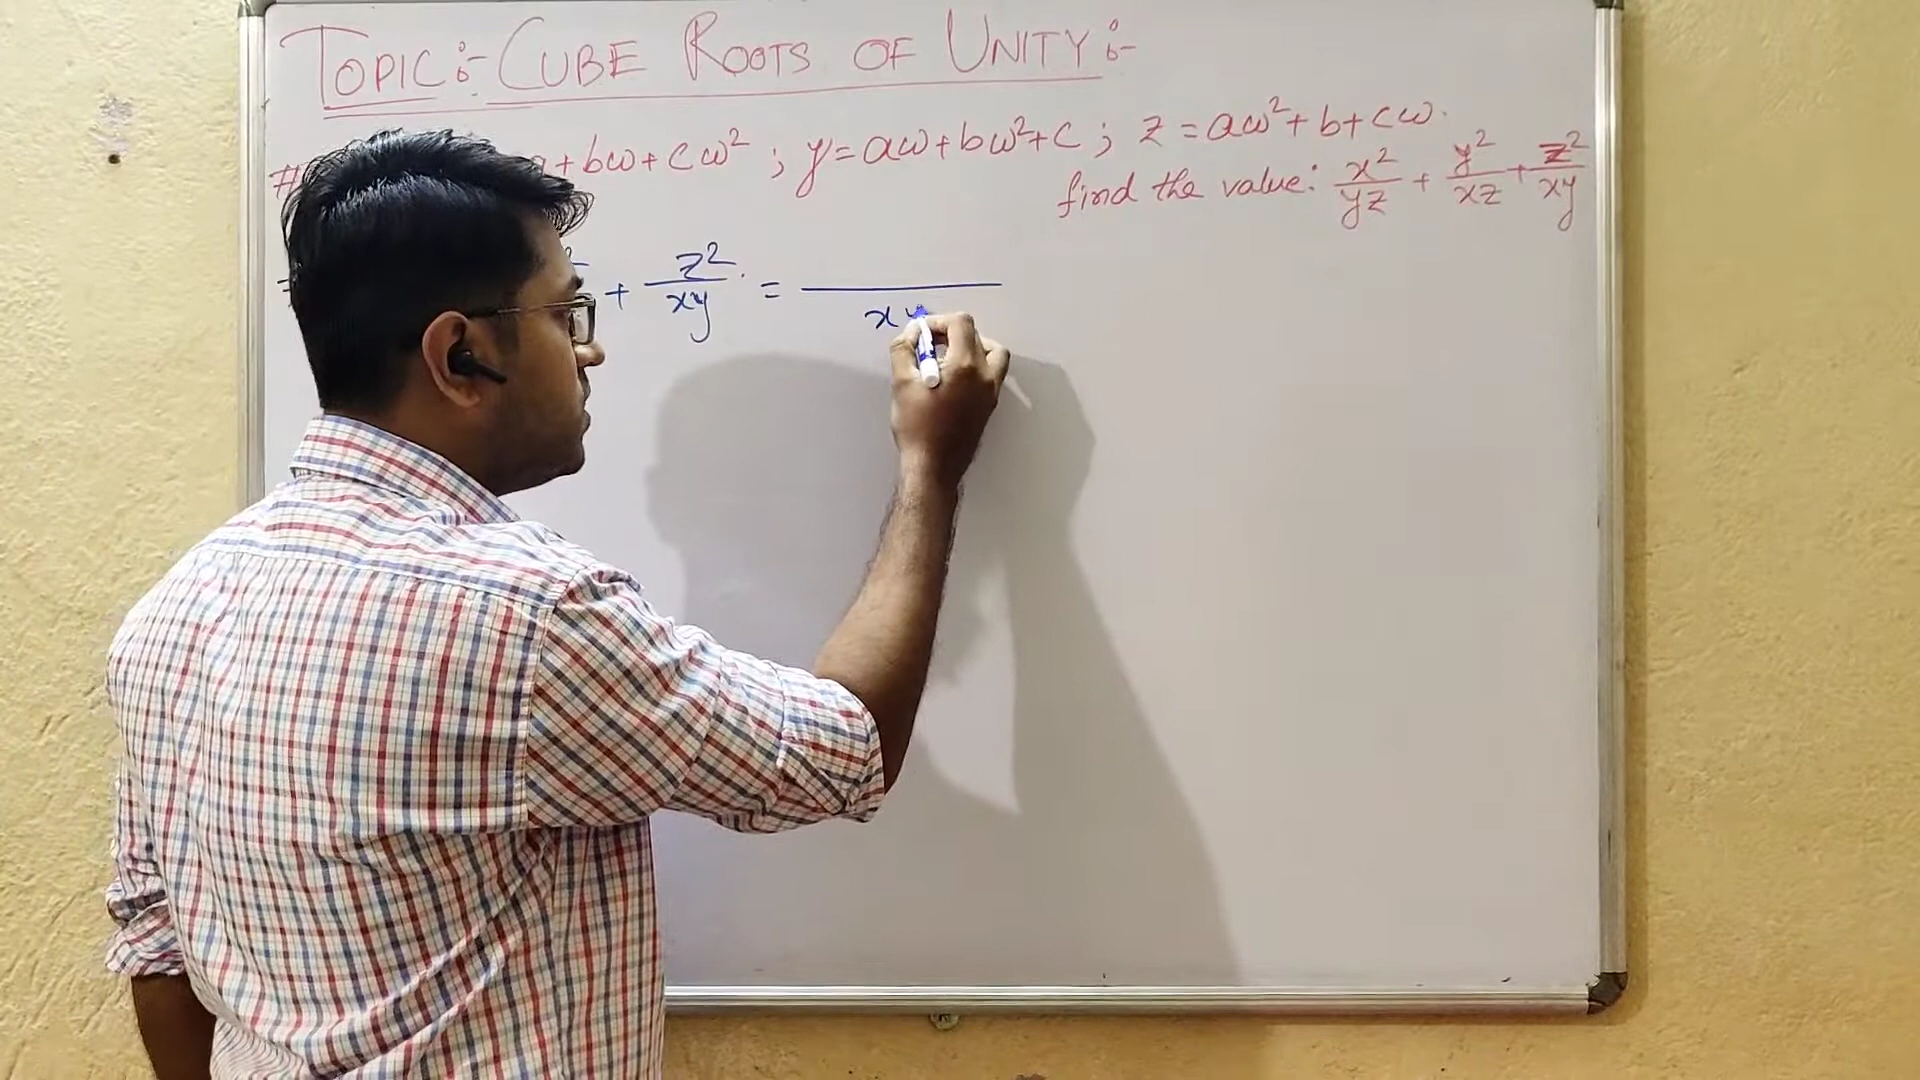 TOPIC:- CUBE ROOTS OF UNITY:-
# +bω+cω² ; y=aω+bω²+c ; z=aω²+b+cω.
find the value: x²/yz + y²/xz + z²/xy
+ z²/xy. = /x